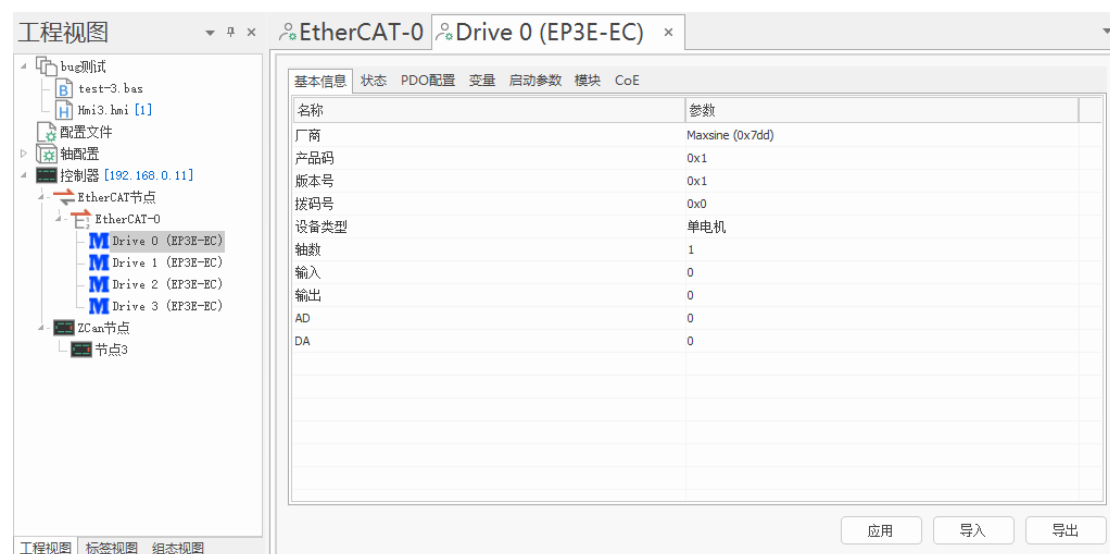 工程视图
EtherCAT-0 Drive 0 (EP3E-EC) ×
bug测试
B test-3.bas
H Hmi3.hmi [1]
配置文件
轴配置
控制器 [192.168.0.11]
EtherCAT节点
EtherCAT-0
M Drive 0 (EP3E-EC)
M Drive 1 (EP3E-EC)
M Drive 2 (EP3E-EC)
M Drive 3 (EP3E-EC)
ZCan节点
节点3
工程视图 标签视图 组态视图
基本信息 状态 PDO配置 变量 启动参数 模块 CoE
名称 参数
厂商 Maxsine (0x7dd)
产品码 0x1
版本号 0x1
拨码号 0x0
设备类型 单电机
轴数 1
输入 0
输出 0
AD 0
DA 0
应用 导入 导出